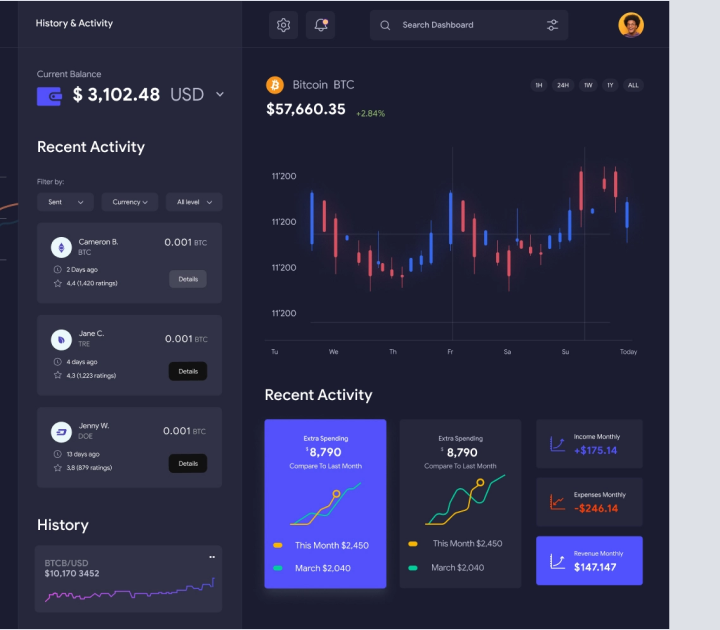 History & Activity
Search Dashboard
Current Balance
$ 3,102.48 USD
Recent Activity
Filter by:
Sent
Currency
All level
Cameron B.
BTC
0.001 BTC
2 Days ago
4,4 (1,420 ratings)
Details
Jane C.
TRE
0.001 BTC
4 days ago
4.3 (1,223 ratings)
Details
Jenny W.
DOE
0.001 BTC
13 days ago
3,8 (879 ratings)
Details
History
BTCB/USD
$10,170 3452
Bitcoin BTC
$57,660.35 +2.84%
1H 24H 1W 1Y ALL
11'200
11'200
11'200
11'200
Tu We Th Fr Sa Su Today
Recent Activity
Extra Spending
$8,790
Compare To Last Month
This Month $2,450
March $2,040
Extra Spending
$8,790
Compare To Last Month
This Month $2,450
March $2,040
Income Monthly
+$175.14
Expenses Monthly
-$246.14
Revenue Monthly
$147.147